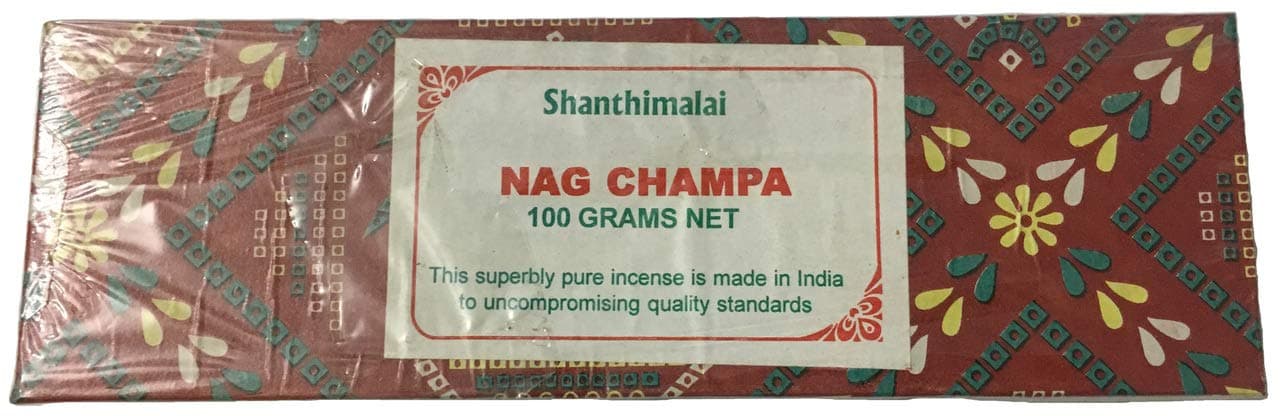 Shanthimalai
NAG CHAMPA
100 GRAMS NET
This superbly pure incense is made in India
to uncompromising quality standards